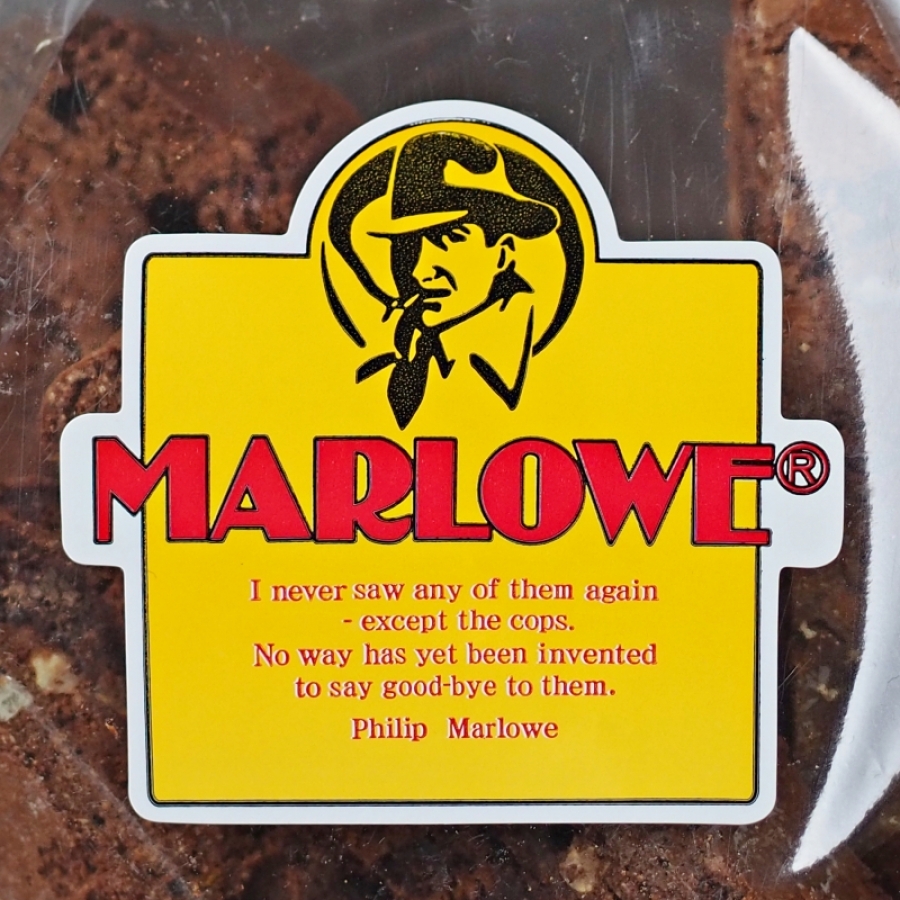 MARLOWE®
I never saw any of them again
- except the cops.
No way has yet been invented
to say good-bye to them.
Philip Marlowe